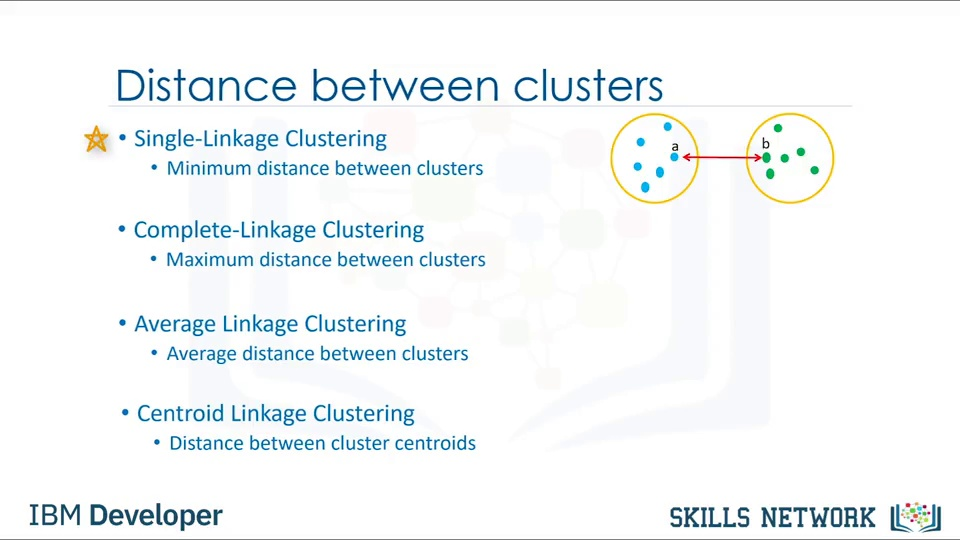 Distance between clusters
• Single-Linkage Clustering
• Minimum distance between clusters
a
b
• Complete-Linkage Clustering
• Maximum distance between clusters
• Average Linkage Clustering
• Average distance between clusters
• Centroid Linkage Clustering
• Distance between cluster centroids
IBM Developer
SKILLS NETWORK